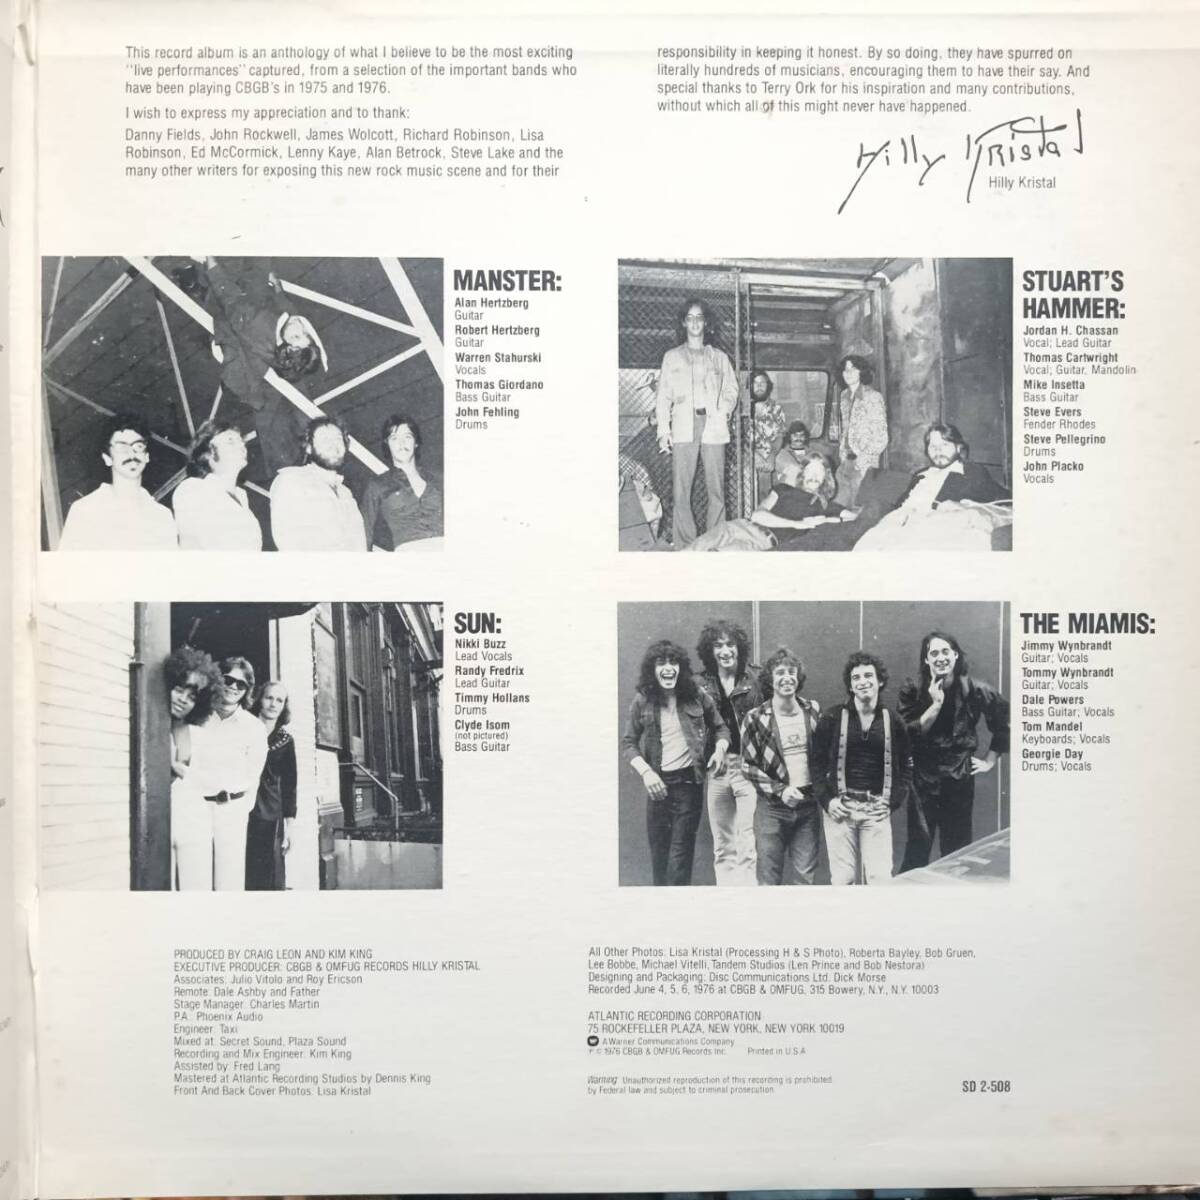 This record album is an anthology of what I believe to be the most exciting
"live performances" captured, from a selection of the important bands who
have been playing CBGB's in 1975 and 1976.
I wish to express my appreciation and to thank:
Danny Fields, John Rockwell, James Wolcott, Richard Robinson, Lisa
Robinson, Ed McCormick, Lenny Kaye, Alan Betrock, Steve Lake and the
many other writers for exposing this new rock music scene and for their
responsibility in keeping it honest. By so doing, they have spurred on
literally hundreds of musicians, encouraging them to have their say. And
special thanks to Terry Ork for his inspiration and many contributions,
without which all of this might never have happened.
Hilly Kristal
Hilly Kristal
MANSTER:
Alan Hertzberg
Guitar
Robert Hertzberg
Guitar
Warren Stahurski
Vocals
Thomas Giordano
Bass Guitar
John Fehling
Drums
STUART'S
HAMMER:
Jordan H. Chassan
Vocal; Lead Guitar
Thomas Cartwright
Vocal; Guitar, Mandolin
Mike Insetta
Bass Guitar
Steve Evers
Fender Rhodes
Steve Pellegrino
Drums
John Placko
Vocals
SUN:
Nikki Buzz
Lead Vocals
Randy Fredrix
Lead Guitar
Timmy Hollans
Drums
Clyde Isom
(not pictured)
Bass Guitar
THE MIAMIS:
Jimmy Wynbrandt
Guitar; Vocals
Tommy Wynbrandt
Guitar; Vocals
Dale Powers
Bass Guitar; Vocals
Tom Mandel
Keyboards; Vocals
Georgie Day
Drums; Vocals
PRODUCED BY CRAIG LEON AND KIM KING
EXECUTIVE PRODUCER: CBGB & OMFUG RECORDS HILLY KRISTAL
Associates: Julio Vitolo and Roy Ericson
Remote: Dale Ashby and Father
Stage Manager: Charles Martin
P.A.: Phoenix Audio
Engineer: Taxi
Mixed at: Secret Sound, Plaza Sound
Recording and Mix Engineer: Kim King
Assisted by: Fred Lang
Mastered at Atlantic Recording Studios by Dennis King
Front And Back Cover Photos: Lisa Kristal
All Other Photos: Lisa Kristal (Processing H & S Photo), Roberta Bayley, Bob Gruen,
Lee Bobbe, Michael Vitelli, Tandem Studios (Len Prince and Bob Nestora)
Designing and Packaging: Disc Communications Ltd. Dick Morse
Recorded June 4, 5, 6, 1976 at CBGB & OMFUG, 315 Bowery, N.Y., N.Y. 10003
ATLANTIC RECORDING CORPORATION
75 ROCKEFELLER PLAZA, NEW YORK, NEW YORK 10019
A Warner Communications Company
℗ © 1976 CBGB & OMFUG Records Inc. Printed in U.S.A.
Warning: Unauthorized reproduction of this recording is prohibited
by Federal law and subject to criminal prosecution.
SD 2-508